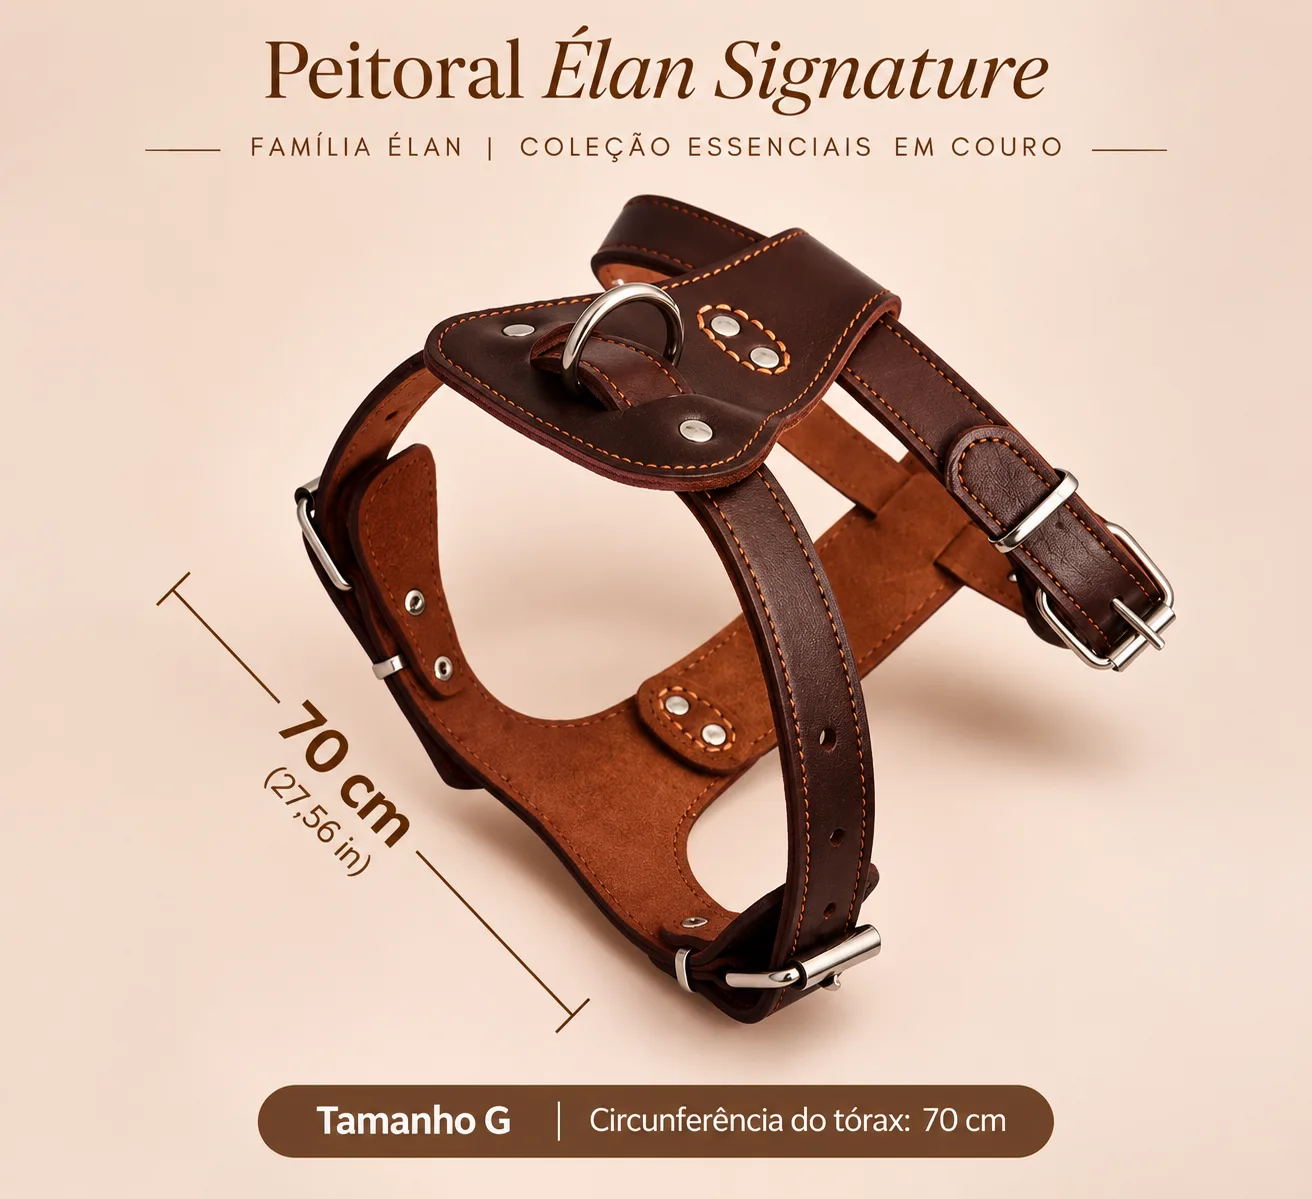 Peitoral Élan Signature
FAMÍLIA ÉLAN | COLEÇÃO ESSENCIAIS EM COURO
70 cm
(27,56 in)
Tamanho G | Circunferência do tórax: 70 cm